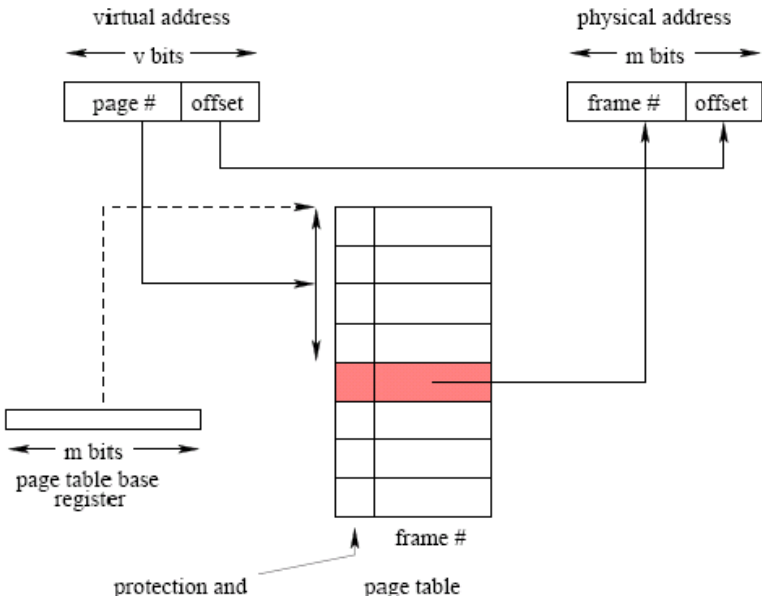 virtual address
physical address
v bits
m bits
page #
offset
frame #
offset
m bits
page table base
register
frame #
protection and
page table